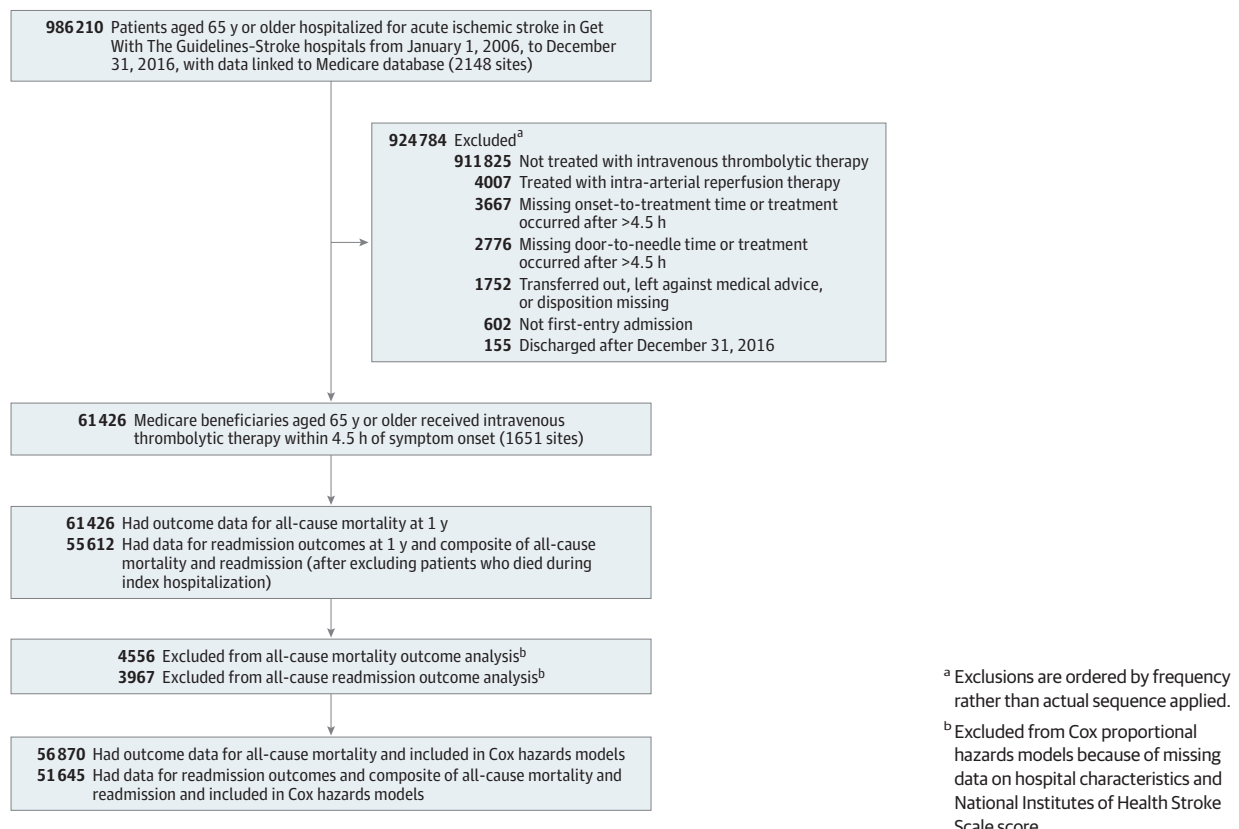 986210 Patients aged 65 y or older hospitalized for acute ischemic stroke in Get
With The Guidelines-Stroke hospitals from January 1, 2006, to December
31, 2016, with data linked to Medicare database (2148 sites)
924784 Excludedᵃ
911825 Not treated with intravenous thrombolytic therapy
4007 Treated with intra-arterial reperfusion therapy
3667 Missing onset-to-treatment time or treatment
occurred after >4.5 h
2776 Missing door-to-needle time or treatment
occurred after >4.5 h
1752 Transferred out, left against medical advice,
or disposition missing
602 Not first-entry admission
155 Discharged after December 31, 2016
61426 Medicare beneficiaries aged 65 y or older received intravenous
thrombolytic therapy within 4.5 h of symptom onset (1651 sites)
61426 Had outcome data for all-cause mortality at 1 y
55612 Had data for readmission outcomes at 1 y and composite of all-cause
mortality and readmission (after excluding patients who died during
index hospitalization)
4556 Excluded from all-cause mortality outcome analysisᵇ
3967 Excluded from all-cause readmission outcome analysisᵇ
56870 Had outcome data for all-cause mortality and included in Cox hazards models
51645 Had data for readmission outcomes and composite of all-cause mortality and
readmission and included in Cox hazards models
ᵃ Exclusions are ordered by frequency
rather than actual sequence applied.
ᵇ Excluded from Cox proportional
hazards models because of missing
data on hospital characteristics and
National Institutes of Health Stroke
Scale score